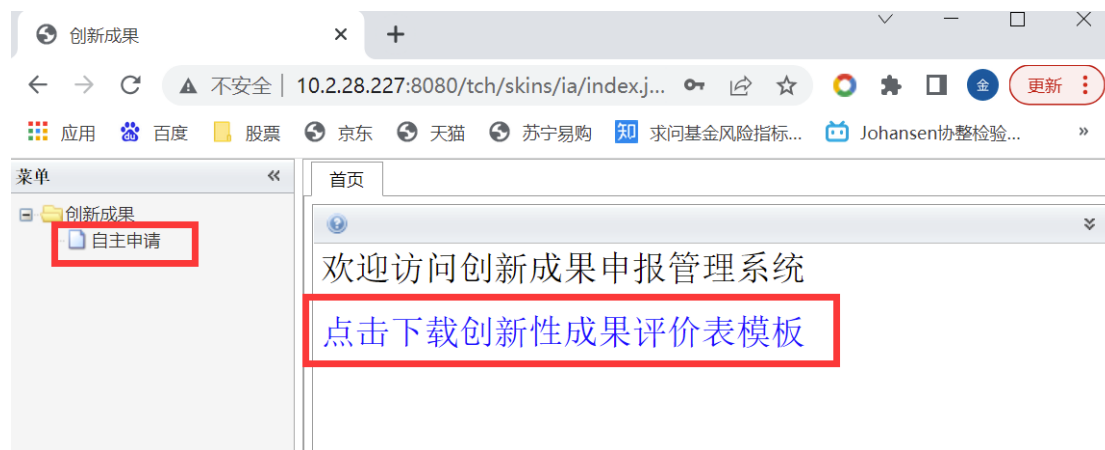 创新成果
不安全 | 10.2.28.227:8080/tch/skins/ia/index.j... 金 更新
应用 百度 股票 京东 天猫 苏宁易购 知 求问基金风险指标... Johansen协整检验... »
菜单 «
首页
创新成果
自主申请
欢迎访问创新成果申报管理系统
点击下载创新性成果评价表模板